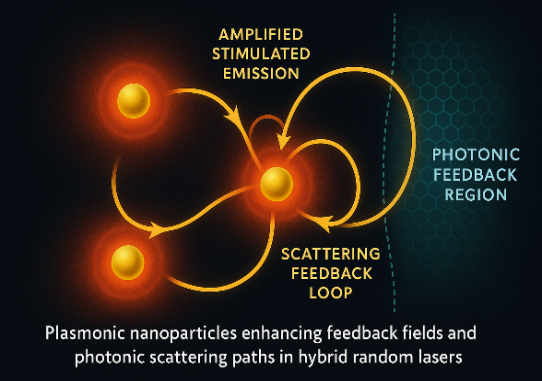 AMPLIFIED
STIMULATED
EMISSION
PHOTONIC
FEEDBACK
REGION
SCATTERING
FEEDBACK
LOOP
Plasmonic nanoparticles enhancing feedback fields and
photonic scattering paths in hybrid random lasers